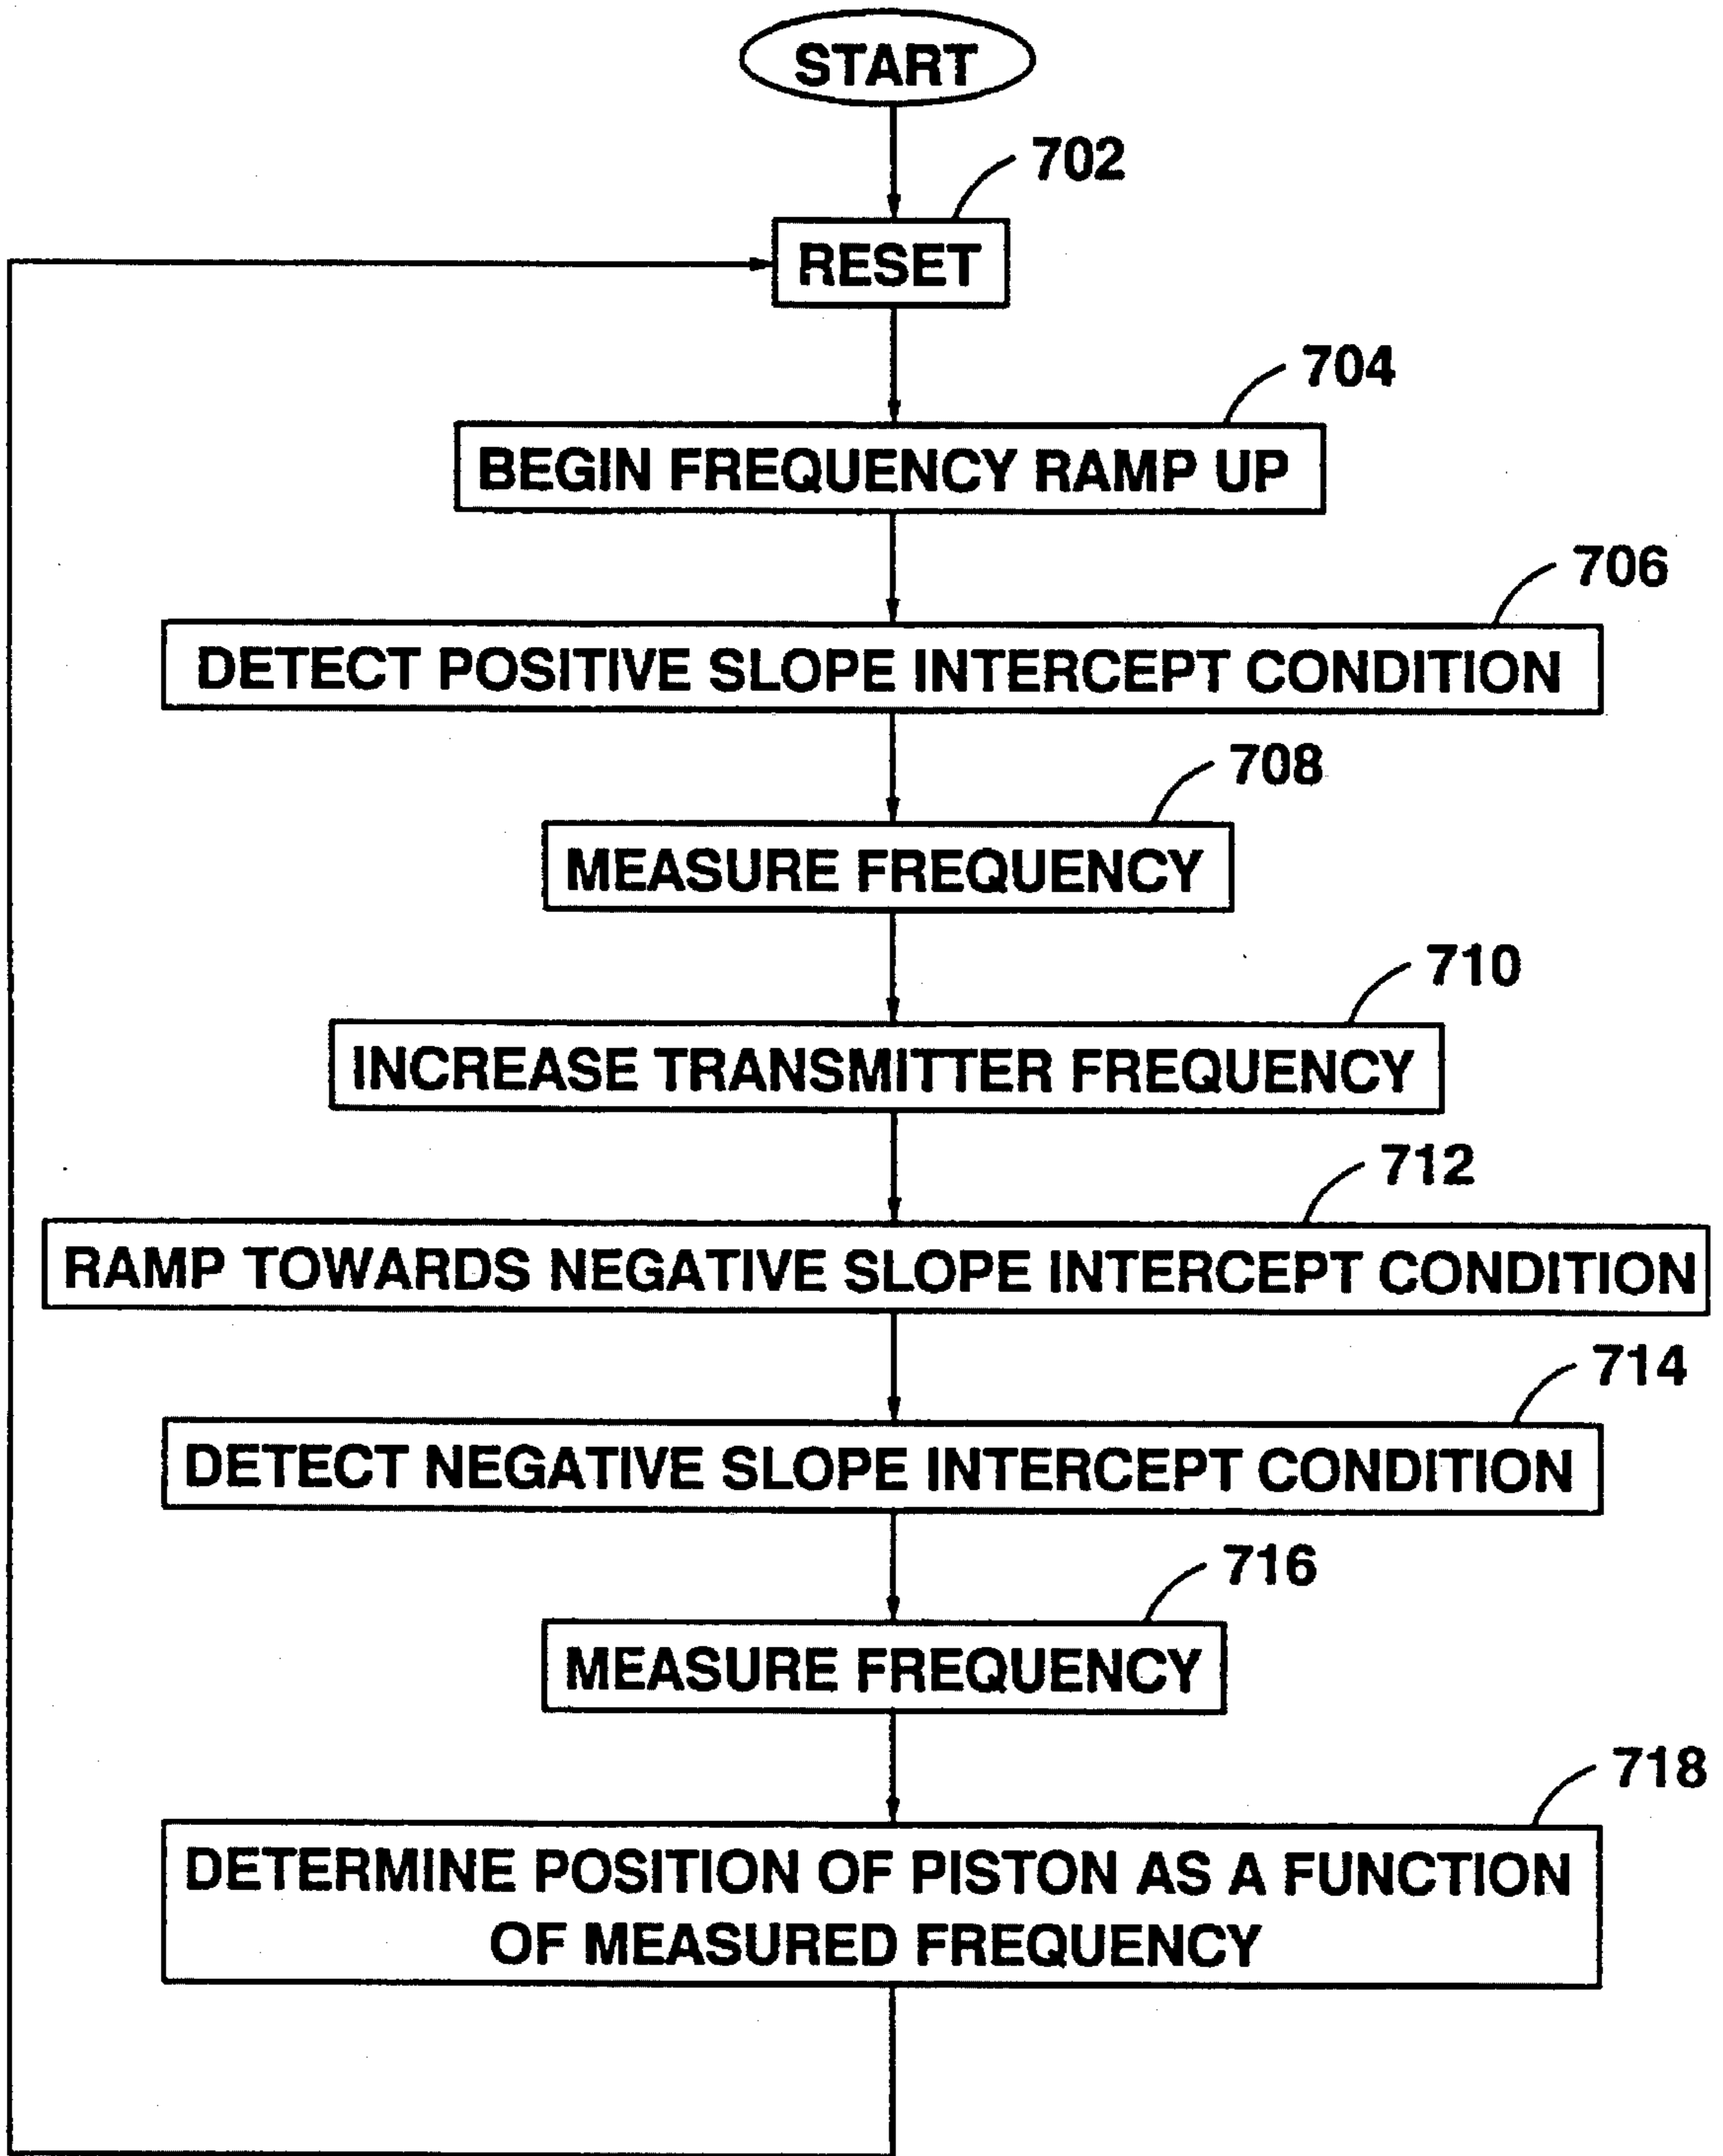 START
702
RESET
704
BEGIN FREQUENCY RAMP UP
706
DETECT POSITIVE SLOPE INTERCEPT CONDITION
708
MEASURE FREQUENCY
710
INCREASE TRANSMITTER FREQUENCY
712
RAMP TOWARDS NEGATIVE SLOPE INTERCEPT CONDITION
714
DETECT NEGATIVE SLOPE INTERCEPT CONDITION
716
MEASURE FREQUENCY
718
DETERMINE POSITION OF PISTON AS A FUNCTION
OF MEASURED FREQUENCY